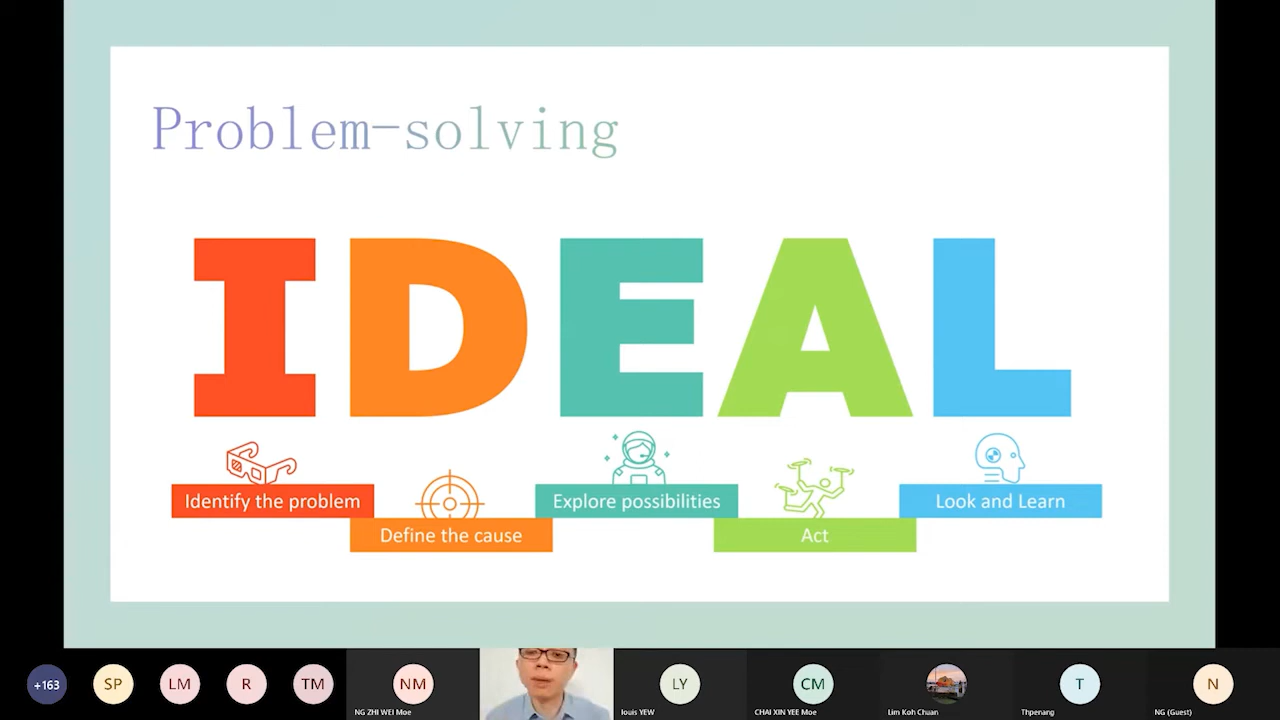 Problem-solving
IDEAL
Identify the problem
Define the cause
Explore possibilities
Act
Look and Learn
+163
SP
LM
R
TM
NM
LY
CM
T
N
NG ZHI WEI Moe
louis YEW
CHAI XIN YEE Moe
Lim Koh Chuan
Thpenang
NG (Guest)